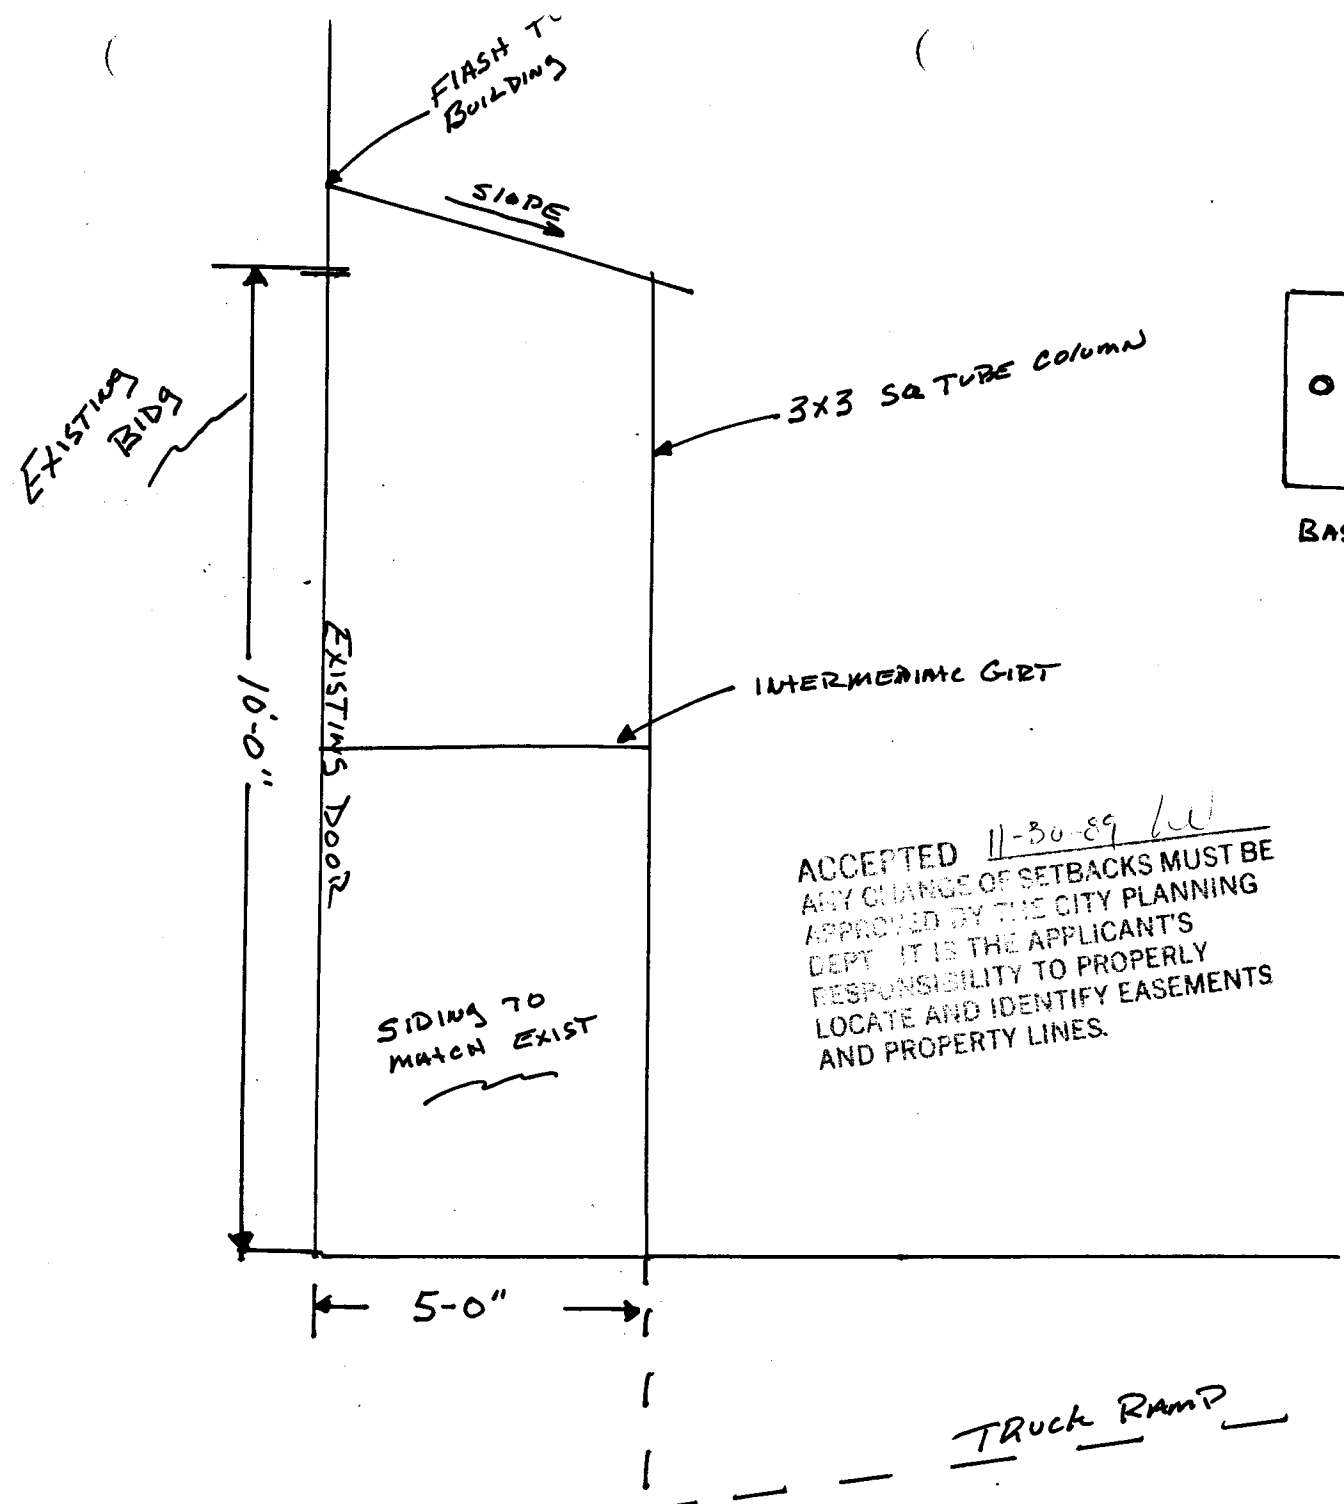 FLASH TO
BUILDING
SLOPE
EXISTING
BLDG
3X3 SQ TUBE COLUMN
BAS
10'-0"
EXISTING DOOR
INTERMEDIATE GIRT
ACCEPTED 11-30-89
ANY CHANGE OF SETBACKS MUST BE
APPROVED BY THE CITY PLANNING
DEPT IT IS THE APPLICANT'S
RESPONSIBILITY TO PROPERLY
LOCATE AND IDENTIFY EASEMENTS
AND PROPERTY LINES.
SIDING TO
MATCH EXIST
5-0"
TRUCK RAMP